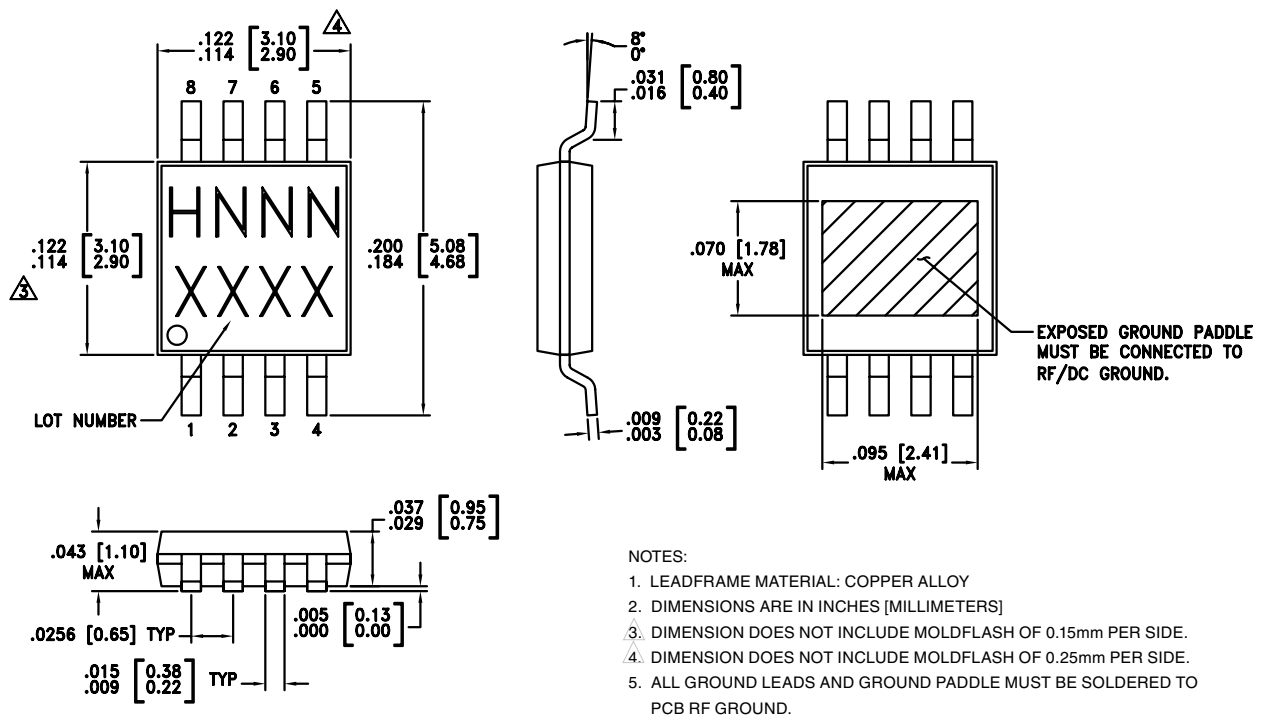 4
.122 [3.10]
.114 [2.90]
8 7 6 5
HNNN
XXXX
.122 [3.10]
.114 [2.90]
3
.200 [5.08]
.184 [4.68]
LOT NUMBER
1 2 3 4
8°
0°
.031 [0.80]
.016 [0.40]
.009 [0.22]
.003 [0.08]
.070 [1.78]
MAX
EXPOSED GROUND PADDLE
MUST BE CONNECTED TO
RF/DC GROUND.
.095 [2.41]
MAX
.037 [0.95]
.029 [0.75]
.043 [1.10]
MAX
.005 [0.13]
.000 [0.00]
.0256 [0.65] TYP
.015 [0.38]
.009 [0.22]
TYP
NOTES:
1. LEADFRAME MATERIAL: COPPER ALLOY
2. DIMENSIONS ARE IN INCHES [MILLIMETERS]
3. DIMENSION DOES NOT INCLUDE MOLDFLASH OF 0.15mm PER SIDE.
4. DIMENSION DOES NOT INCLUDE MOLDFLASH OF 0.25mm PER SIDE.
5. ALL GROUND LEADS AND GROUND PADDLE MUST BE SOLDERED TO
PCB RF GROUND.